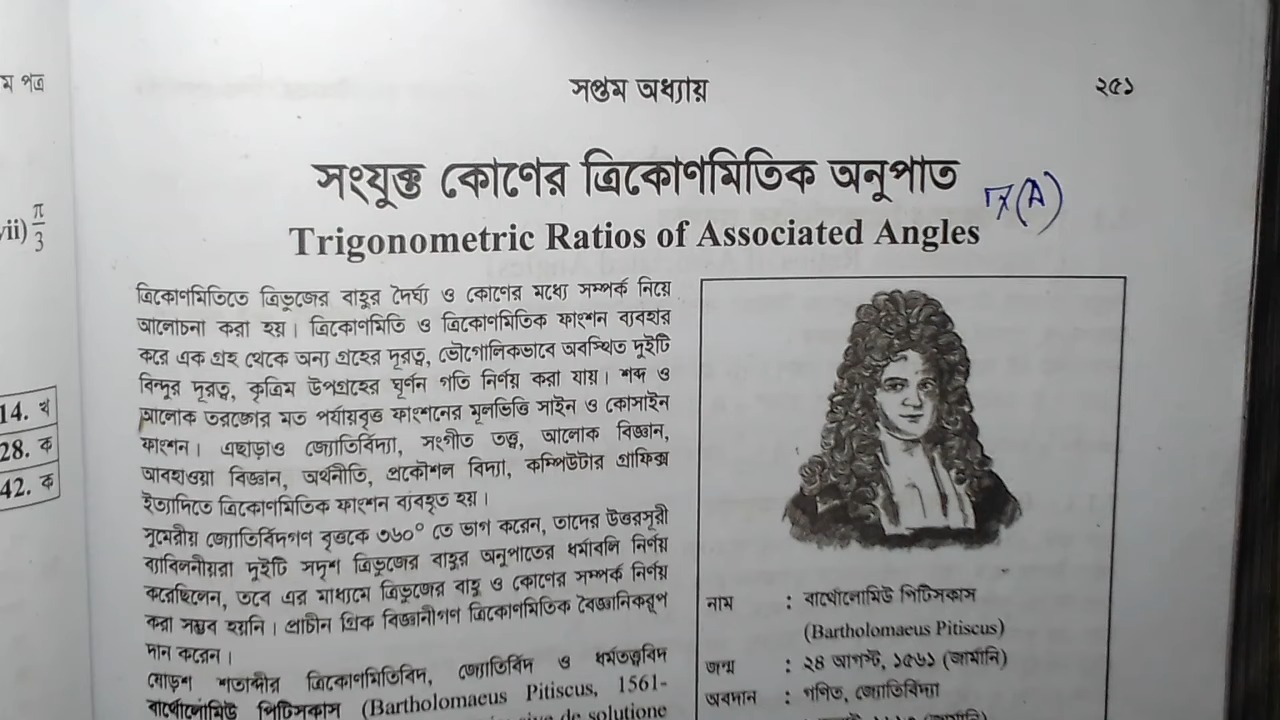 ম পত্র
vii) π/3
14. খ
28. ক
42. ক
সপ্তম অধ্যায়
২৫১
সংযুক্ত কোণের ত্রিকোণমিতিক অনুপাত
Trigonometric Ratios of Associated Angles
(A)
ত্রিকোণমিতিতে ত্রিভুজের বাহুর দৈর্ঘ্য ও কোণের মধ্যে সম্পর্ক নিয়ে
আলোচনা করা হয়। ত্রিকোণমিতি ও ত্রিকোণমিতিক ফাংশন ব্যবহার
করে এক গ্রহ থেকে অন্য গ্রহের দূরত্ব, ভৌগোলিকভাবে অবস্থিত দুইটি
বিন্দুর দূরত্ব, কৃত্রিম উপগ্রহের ঘূর্ণন গতি নির্ণয় করা যায়। শব্দ ও
আলোক তরঙ্গের মত পর্যায়বৃত্ত ফাংশনের মূলভিত্তি সাইন ও কোসাইন
ফাংশন। এছাড়াও জ্যোতির্বিদ্যা, সংগীত তত্ত্ব, আলোক বিজ্ঞান,
আবহাওয়া বিজ্ঞান, অর্থনীতি, প্রকৌশল বিদ্যা, কম্পিউটার গ্রাফিক্স
ইত্যাদিতে ত্রিকোণমিতিক ফাংশন ব্যবহৃত হয়।
সুমেরীয় জ্যোতির্বিদগণ বৃত্তকে ৩৬০° তে ভাগ করেন, তাদের উত্তরসূরী
ব্যাবিলনীয়রা দুইটি সদৃশ ত্রিভুজের বাহুর অনুপাতের ধর্মাবলি নির্ণয়
করেছিলেন, তবে এর মাধ্যমে ত্রিভুজের বাহু ও কোণের সম্পর্ক নির্ণয়
করা সম্ভব হয়নি। প্রাচীন গ্রিক বিজ্ঞানীগণ ত্রিকোণমিতিক বৈজ্ঞানিকরূপ
দান করেন।
ষোড়শ শতাব্দীর ত্রিকোণমিতিবিদ, জ্যোতির্বিদ ও ধর্মতত্ত্ববিদ
বার্থোলোমিউ পিটিসকাস (Bartholomaeus Pitiscus, 1561-
de solutione
নাম : বার্থোলোমিউ পিটিসকাস
(Bartholomaeus Pitiscus)
জন্ম : ২৪ আগস্ট, ১৫৬১ (জার্মানি)
অবদান : গণিত, জ্যোতির্বিদ্যা